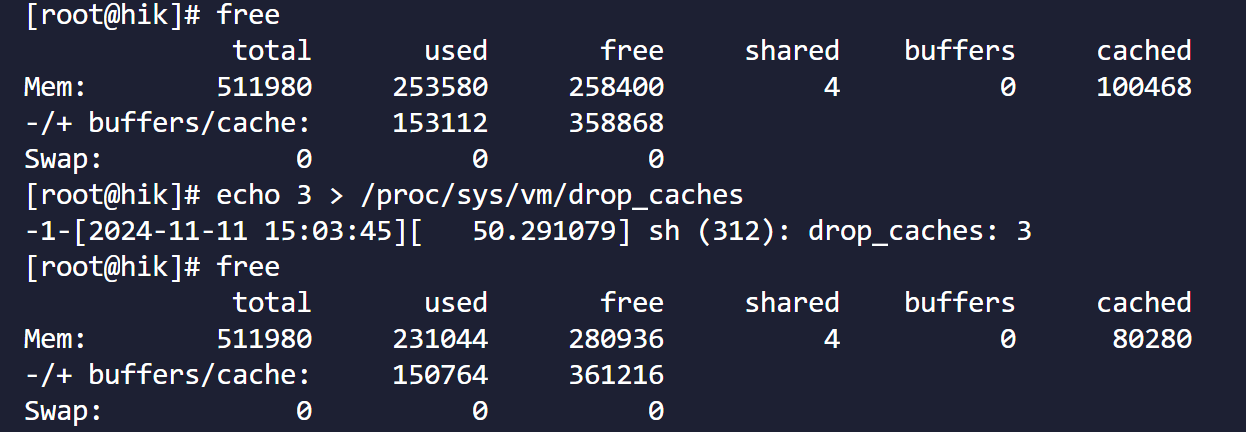 [root@hik]# free
total used free shared buffers cached
Mem: 511980 253580 258400 4 0 100468
-/+ buffers/cache: 153112 358868
Swap: 0 0 0
[root@hik]# echo 3 > /proc/sys/vm/drop_caches
-1-[2024-11-11 15:03:45][   50.291079] sh (312): drop_caches: 3
[root@hik]# free
total used free shared buffers cached
Mem: 511980 231044 280936 4 0 80280
-/+ buffers/cache: 150764 361216
Swap: 0 0 0